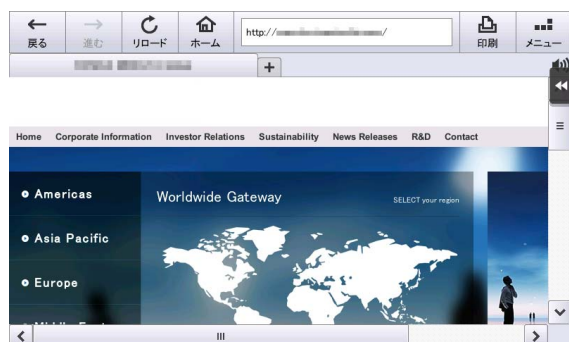 戻る 進む リロード ホーム http:// / 印刷 メニュー
+
Home Corporate Information Investor Relations Sustainability News Releases R&D Contact
Americas
Worldwide Gateway
SELECT your region
Asia Pacific
Europe